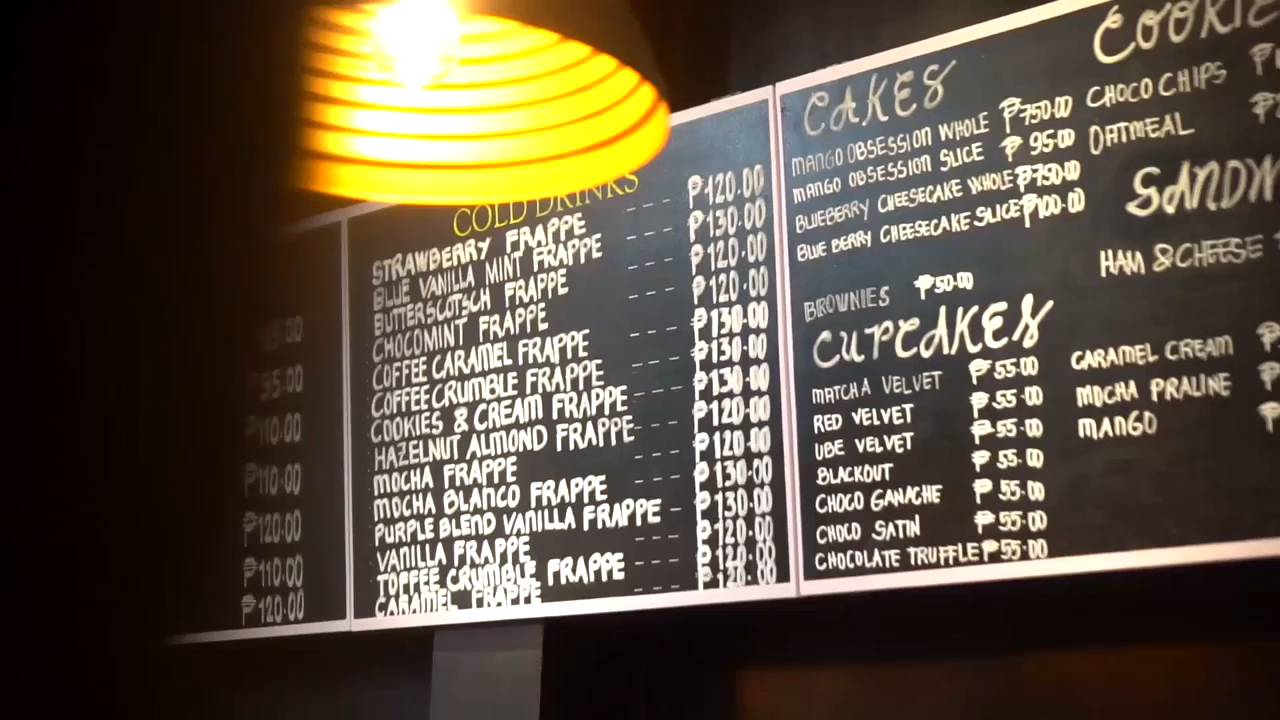 ₱110.00
₱110.00
₱120.00
₱110.00
₱120.00
COLD DRINKS
STRAWBERRY FRAPPE --- ₱120.00
BLUE VANILLA MINT FRAPPE --- ₱130.00
BUTTERSCOTSCH FRAPPE --- ₱120.00
CHOCOMINT FRAPPE --- ₱120.00
COFFEE CARAMEL FRAPPE --- ₱130.00
COFFEE CRUMBLE FRAPPE --- ₱130.00
COOKIES & CREAM FRAPPE --- ₱130.00
HAZELNUT ALMOND FRAPPE --- ₱120.00
MOCHA FRAPPE --- ₱120.00
MOCHA BLANCO FRAPPE --- ₱130.00
PURPLE BLEND VANILLA FRAPPE - ₱130.00
VANILLA FRAPPE --- ₱120.00
TOFFEE CRUMBLE FRAPPE --- ₱120.00
CARAMEL FRAPPE --- ₱120.00
CAKES
MANGO OBSESSION WHOLE ₱750.00
MANGO OBSESSION SLICE ₱95.00
BLUEBERRY CHEESECAKE WHOLE ₱750.00
BLUE BERRY CHEESECAKE SLICE ₱100.00
BROWNIES ₱50.00
CUPCAKES
MATCHA VELVET ₱55.00
RED VELVET ₱55.00
UBE VELVET ₱55.00
BLACKOUT ₱55.00
CHOCO GANACHE ₱55.00
CHOCO SATIN ₱55.00
CHOCOLATE TRUFFLE ₱55.00
COOKIE
CHOCO CHIPS ₱
OATMEAL ₱
SANDW
HAM & CHEESE
CARAMEL CREAM ₱
MOCHA PRALINE ₱
MANGO ₱